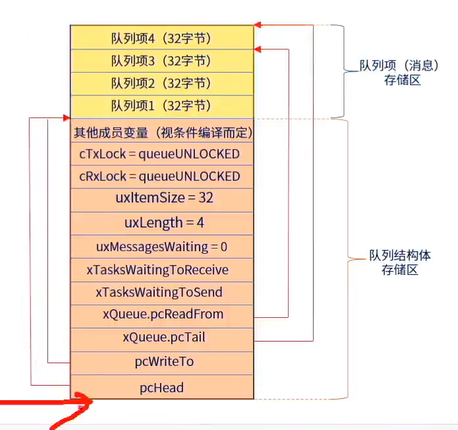 队列项4（32字节）
队列项3（32字节）
队列项2（32字节）
队列项1（32字节）
队列项（消息）
存储区
其他成员变量（视条件编译而定）
cTxLock = queueUNLOCKED
cRxLock = queueUNLOCKED
uxItemSize = 32
uxLength = 4
uxMessagesWaiting = 0
xTasksWaitingToReceive
xTasksWaitingToSend
xQueue.pcReadFrom
xQueue.pcTail
pcWriteTo
pcHead
队列结构体
存储区